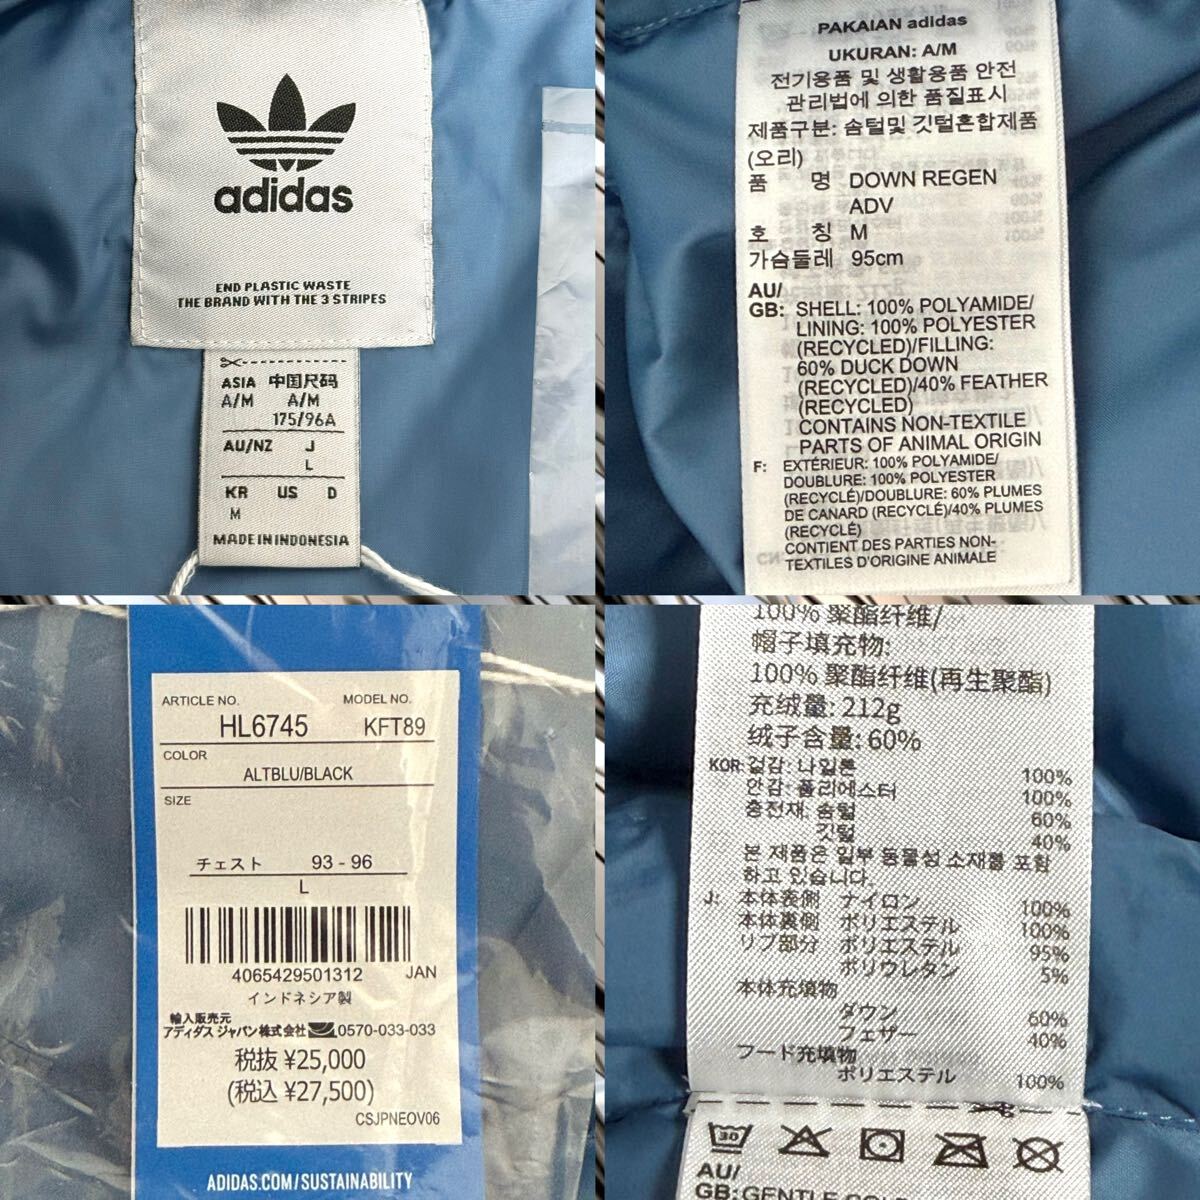 adidas
END PLASTIC WASTE
THE BRAND WITH THE 3 STRIPES
ASIA 中国尺码
A/M A/M
175/96A
AU/NZ J
L
KR US D
M
MADE IN INDONESIA
PAKAIAN adidas
UKURAN: A/M
전기용품 및 생활용품 안전
관리법에 의한 품질표시
제품구분: 솜털및 깃털혼합제품
(오리)
품 명 DOWN REGEN
ADV
호 칭 M
가슴둘레 95cm
AU/
GB: SHELL: 100% POLYAMIDE/
LINING: 100% POLYESTER
(RECYCLED)/FILLING:
60% DUCK DOWN
(RECYCLED)/40% FEATHER
(RECYCLED)
CONTAINS NON-TEXTILE
PARTS OF ANIMAL ORIGIN
F: EXTÉRIEUR: 100% POLYAMIDE/
DOUBLURE: 100% POLYESTER
(RECYCLÉ)/DOUBLURE: 60% PLUMES
DE CANARD (RECYCLÉ)/40% PLUMES
(RECYCLÉ)
CONTIENT DES PARTIES NON-
TEXTILES D'ORIGINE ANIMALE
ARTICLE NO. MODEL NO.
HL6745 KFT89
COLOR
ALTBLU/BLACK
SIZE
チェスト 93 - 96
L
4065429501312 JAN
インドネシア製
輸入販売元
アディダス ジャパン株式会社 0570-033-033
税抜 ¥25,000
(税込 ¥27,500)
CSJPNEOV06
ADIDAS.COM/SUSTAINABILITY
100% 聚酯纤维/
帽子填充物:
100% 聚酯纤维(再生聚酯)
充绒量: 212g
绒子含量: 60%
KOR: 겉감: 나일론 100%
안감: 폴리에스터 100%
충전재: 솜털 60%
깃털 40%
본 제품은 일부 동물성 소재를 포함
하고 있습니다.
J: 本体表側 ナイロン 100%
本体裏側 ポリエステル 100%
リブ部分 ポリエステル 95%
ポリウレタン 5%
本体充填物
ダウン 60%
フェザー 40%
フード充填物
ポリエステル 100%
30
AU/
GB: GENTLE COLD